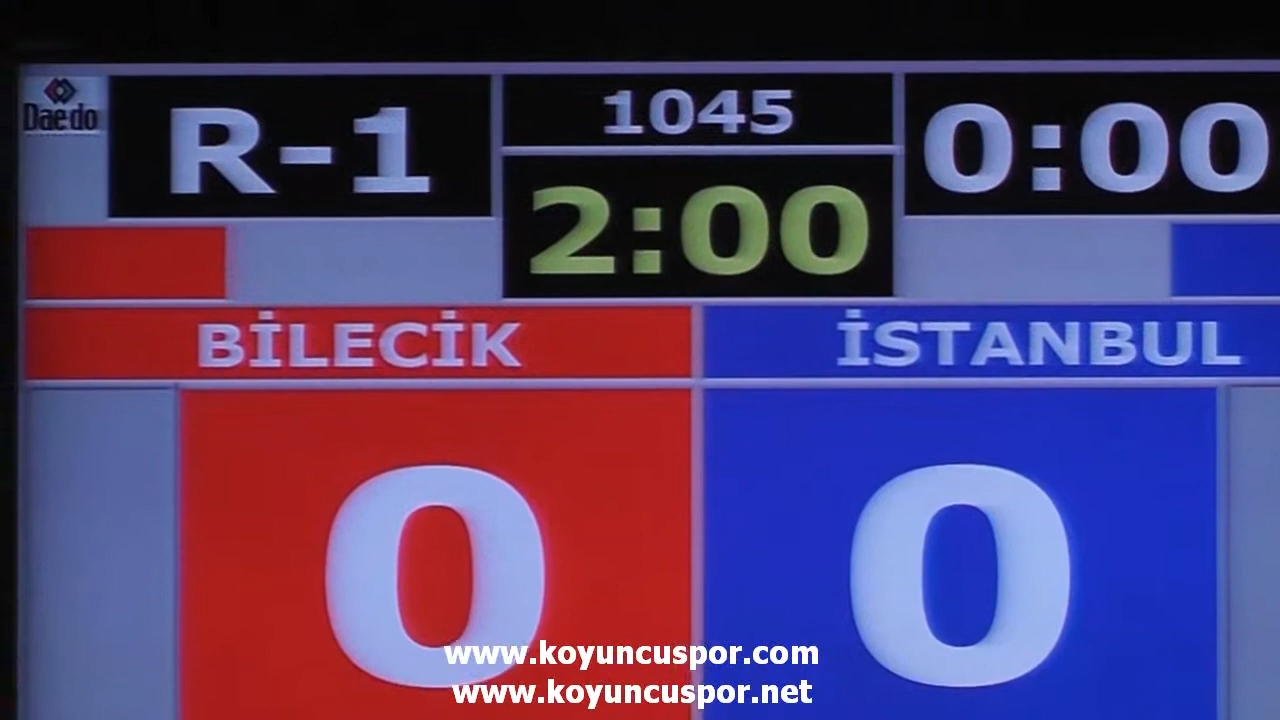 Daedo
R-1
1045
0:00
2:00
BİLECİK
İSTANBUL
0
0
www.koyuncuspor.com
www.koyuncuspor.net